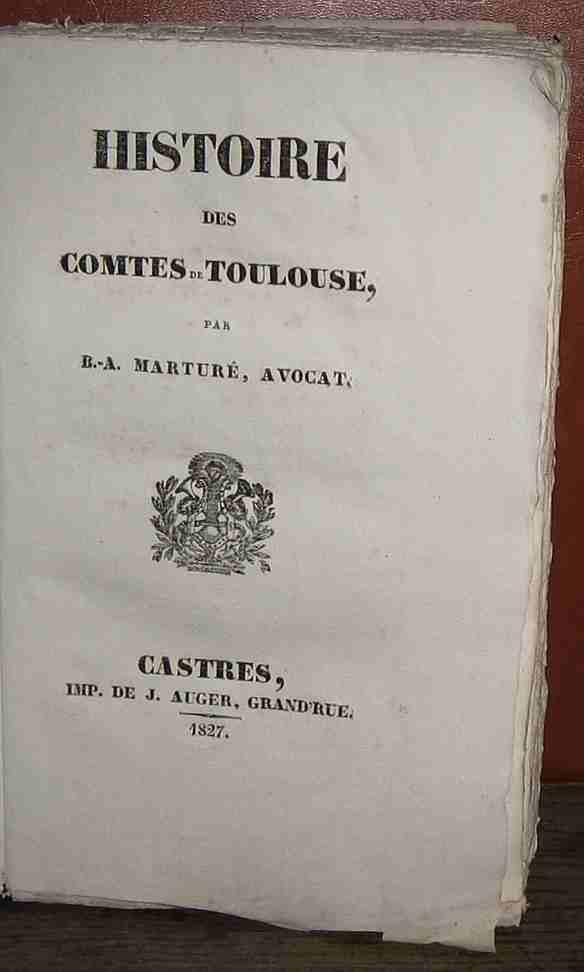 HISTOIRE
DES
COMTES DE TOULOUSE,
PAR
B.-A. MARTURÉ, AVOCAT.
CASTRES,
IMP. DE J. AUGER, GRAND'RUE.
1827.